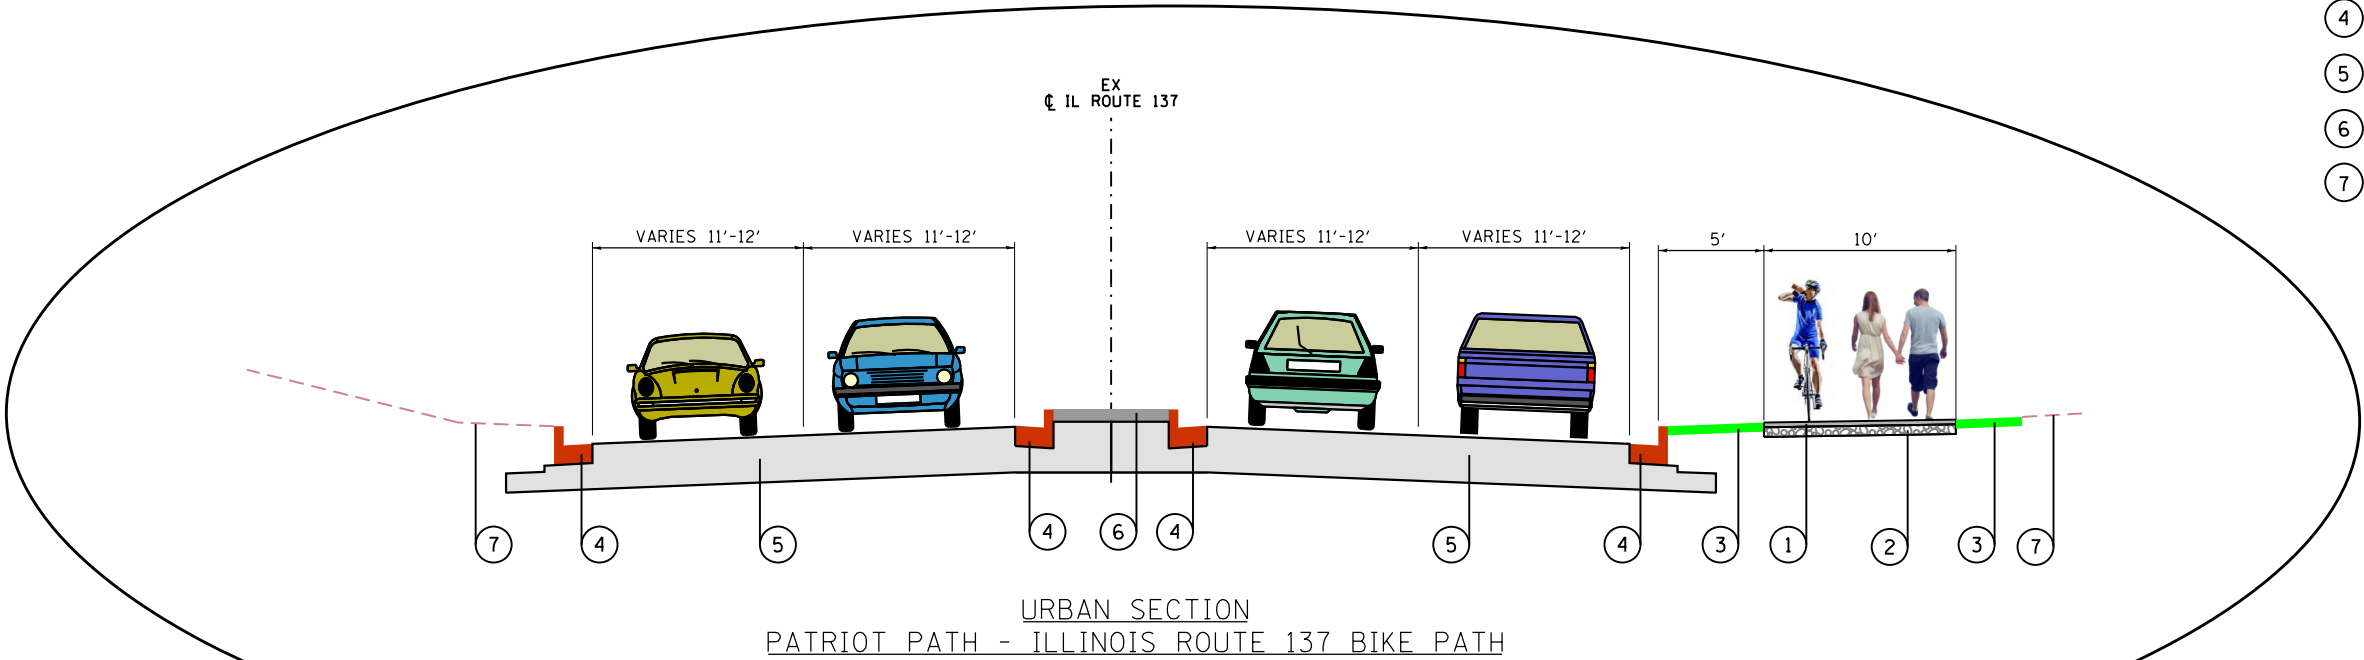 4
5
6
7
EX
℄ IL ROUTE 137
VARIES 11'-12' VARIES 11'-12' VARIES 11'-12' VARIES 11'-12' 5' 10'
7 4 5 4 6 4 5 4 3 1 2 3 7
URBAN SECTION
PATRIOT PATH - ILLINOIS ROUTE 137 BIKE PATH